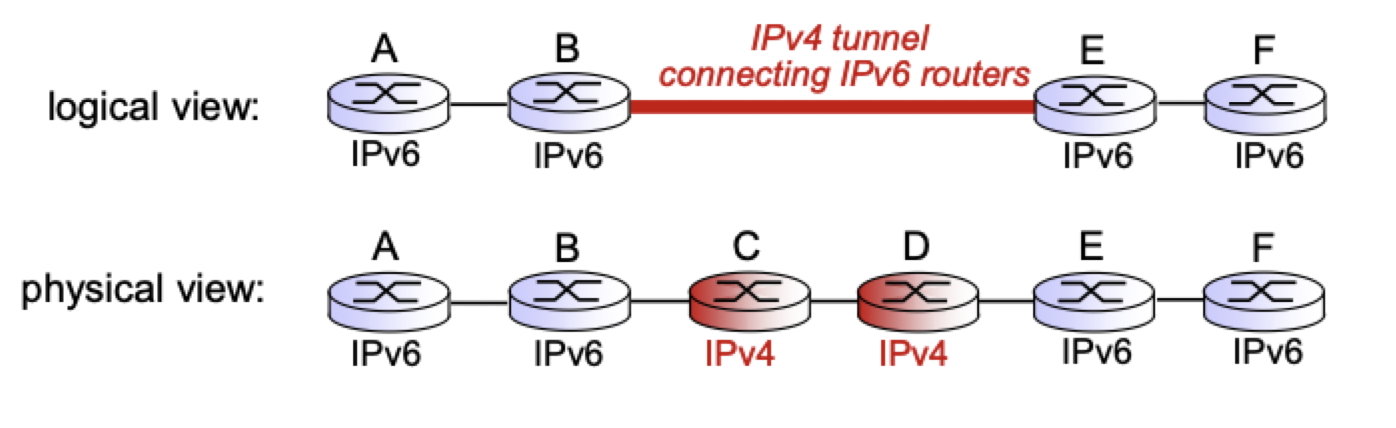 A B IPv4 tunnel E F
connecting IPv6 routers
logical view:
IPv6 IPv6 IPv6 IPv6
A B C D E F
physical view:
IPv6 IPv6 IPv4 IPv4 IPv6 IPv6